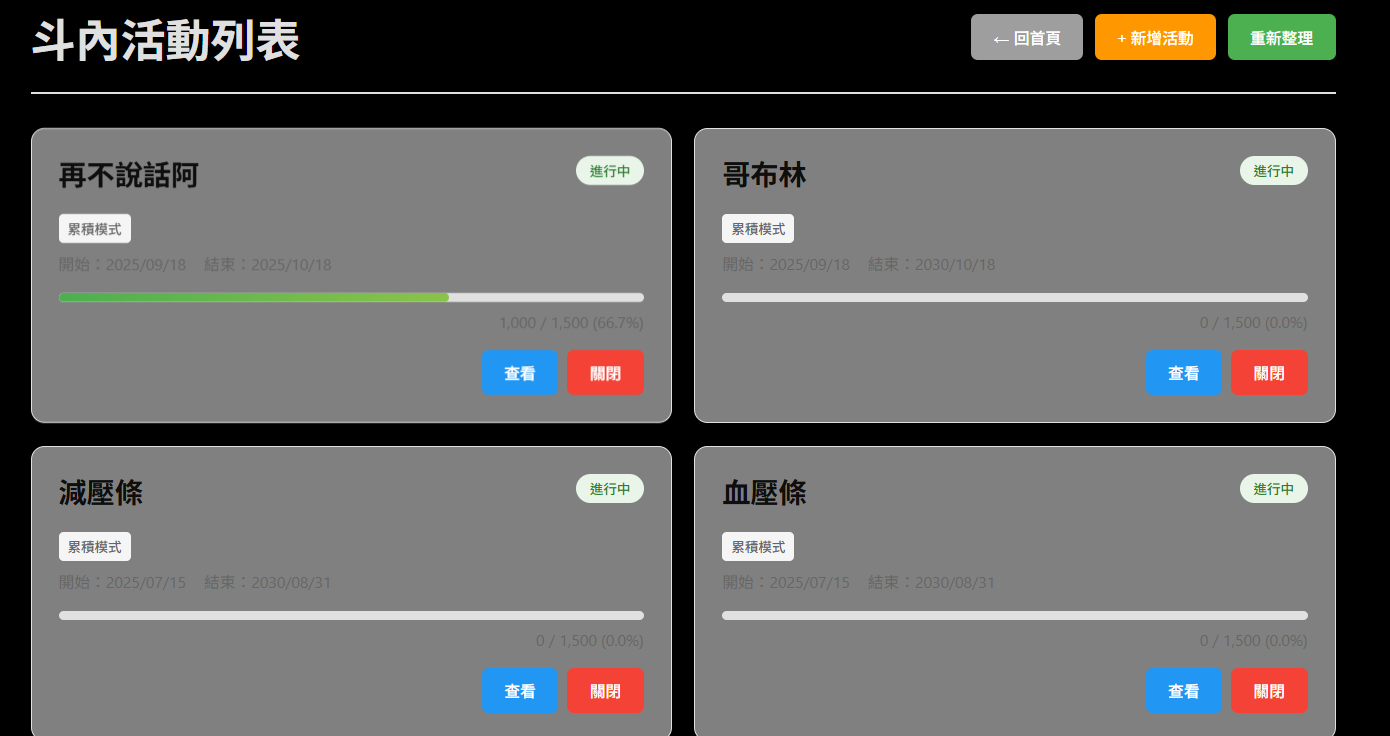 斗內活動列表
← 回首頁
+ 新增活動
重新整理
再不說話阿
進行中
累積模式
開始：2025/09/18 結束：2025/10/18
1,000 / 1,500 (66.7%)
查看
關閉
哥布林
進行中
累積模式
開始：2025/09/18 結束：2030/10/18
0 / 1,500 (0.0%)
查看
關閉
減壓條
進行中
累積模式
開始：2025/07/15 結束：2030/08/31
0 / 1,500 (0.0%)
查看
關閉
血壓條
進行中
累積模式
開始：2025/07/15 結束：2030/08/31
0 / 1,500 (0.0%)
查看
關閉